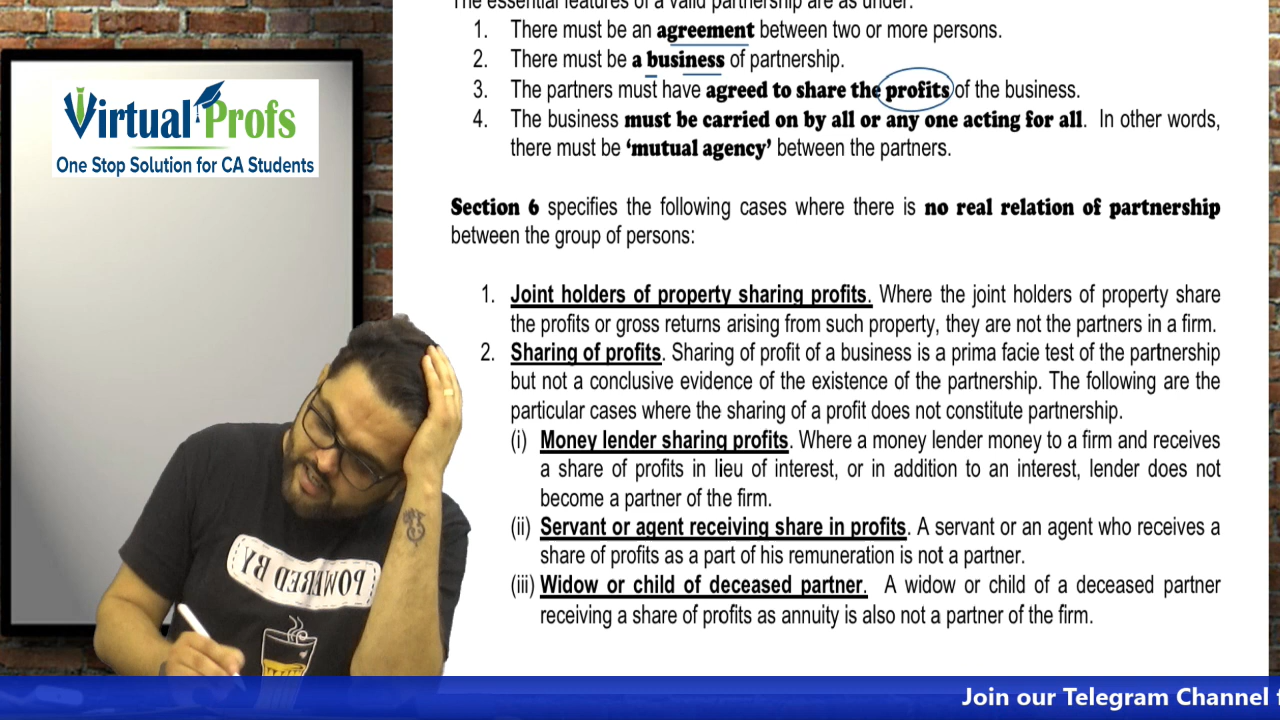 The essential features of a valid partnership are as under:
1. There must be an agreement between two or more persons.
2. There must be a business of partnership.
3. The partners must have agreed to share the profits of the business.
4. The business must be carried on by all or any one acting for all. In other words,
there must be ‘mutual agency’ between the partners.
Section 6 specifies the following cases where there is no real relation of partnership
between the group of persons:
1. Joint holders of property sharing profits. Where the joint holders of property share
the profits or gross returns arising from such property, they are not the partners in a firm.
2. Sharing of profits. Sharing of profit of a business is a prima facie test of the partnership
but not a conclusive evidence of the existence of the partnership. The following are the
particular cases where the sharing of a profit does not constitute partnership.
(i) Money lender sharing profits. Where a money lender money to a firm and receives
a share of profits in lieu of interest, or in addition to an interest, lender does not
become a partner of the firm.
(ii) Servant or agent receiving share in profits. A servant or an agent who receives a
share of profits as a part of his remuneration is not a partner.
(iii) Widow or child of deceased partner. A widow or child of a deceased partner
receiving a share of profits as annuity is also not a partner of the firm.
Virtual Profs
One Stop Solution for CA Students
POWERED BY
Join our Telegram Channel